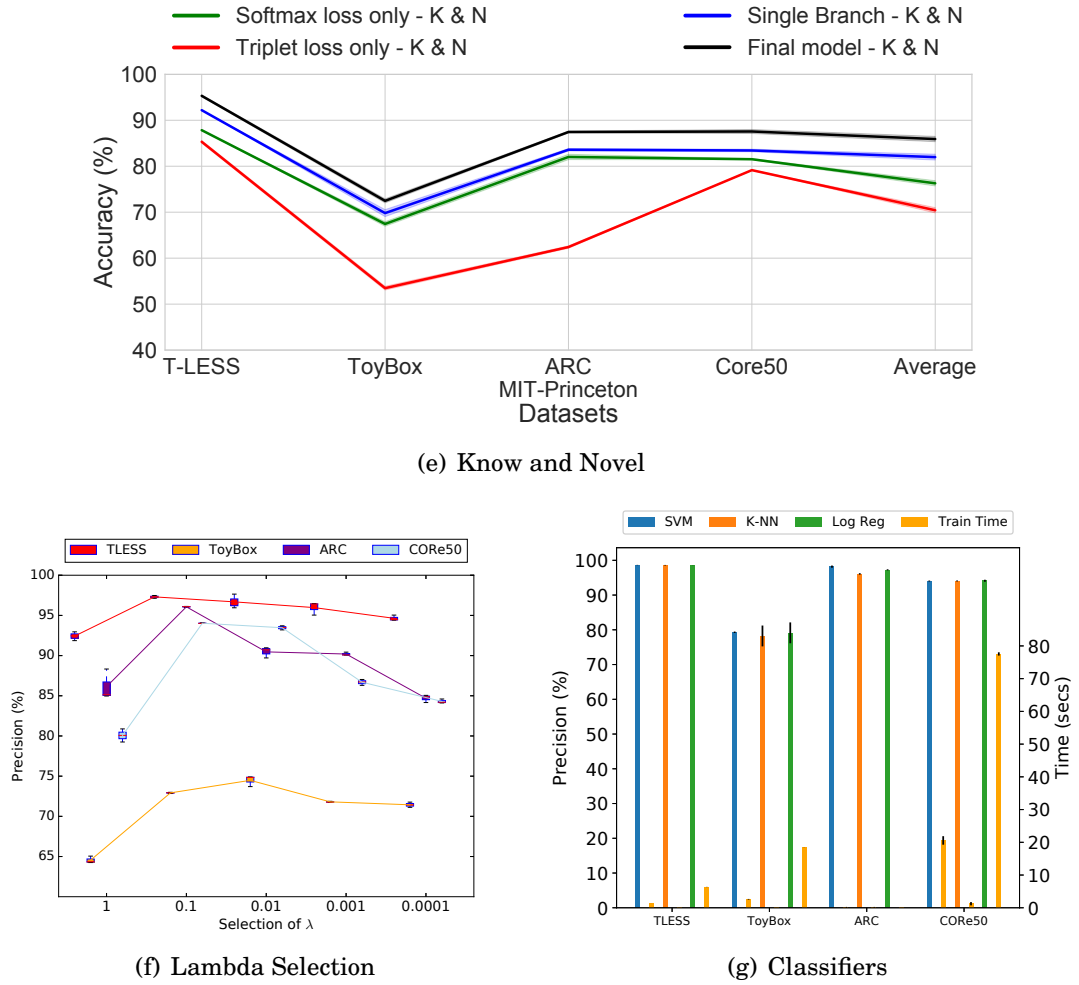 Softmax loss only - K & N
Single Branch - K & N
Triplet loss only - K & N
Final model - K & N
100
90
80
70
60
50
40
Accuracy (%)
T-LESS
ToyBox
ARC
Core50
Average
MIT-Princeton
Datasets
(e) Know and Novel
TLESS
ToyBox
ARC
CORe50
100
95
90
85
80
75
70
65
Precision (%)
1
0.1
0.01
0.001
0.0001
Selection of λ
(f) Lambda Selection
SVM
K-NN
Log Reg
Train Time
100
90
80
70
60
50
40
30
20
10
0
Precision (%)
80
70
60
50
40
30
20
10
0
Time (secs)
TLESS
ToyBox
ARC
CORe50
(g) Classifiers